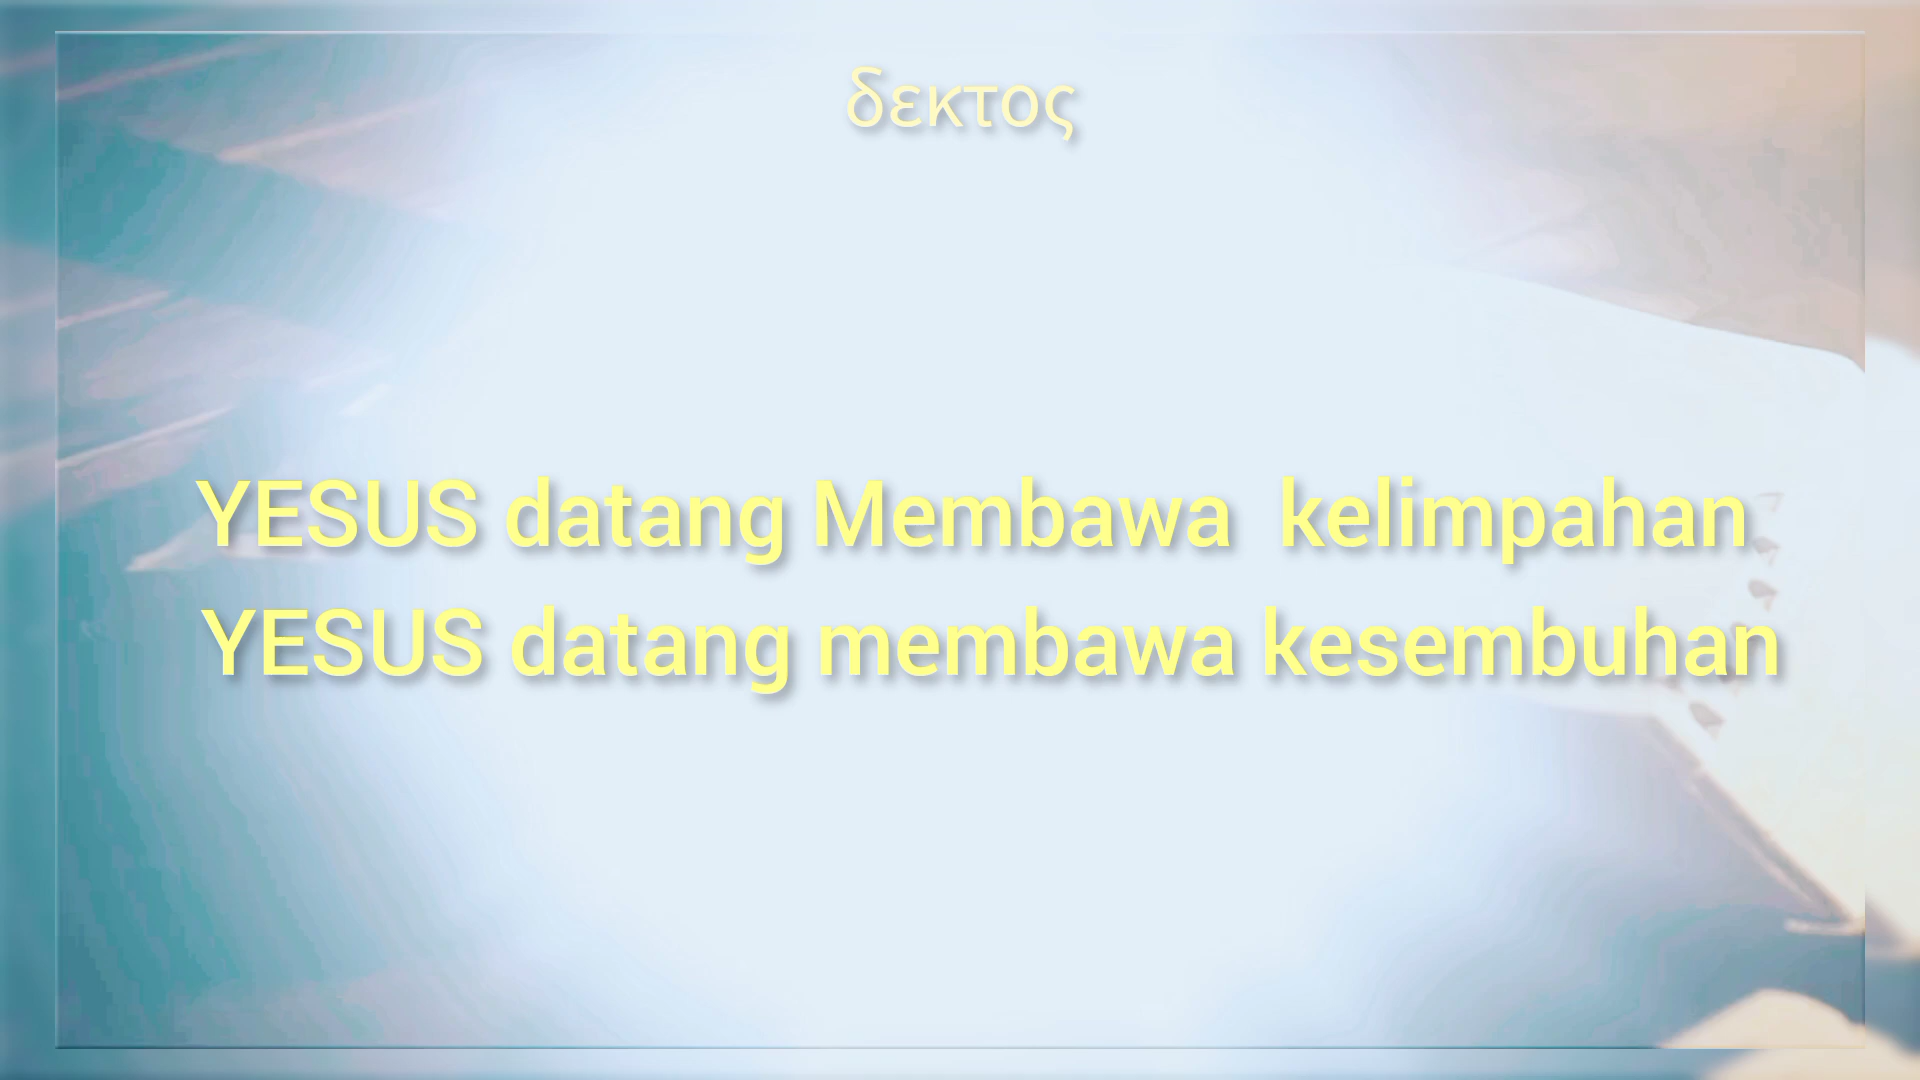 δεκτος
YESUS datang Membawa  kelimpahan
YESUS datang membawa kesembuhan